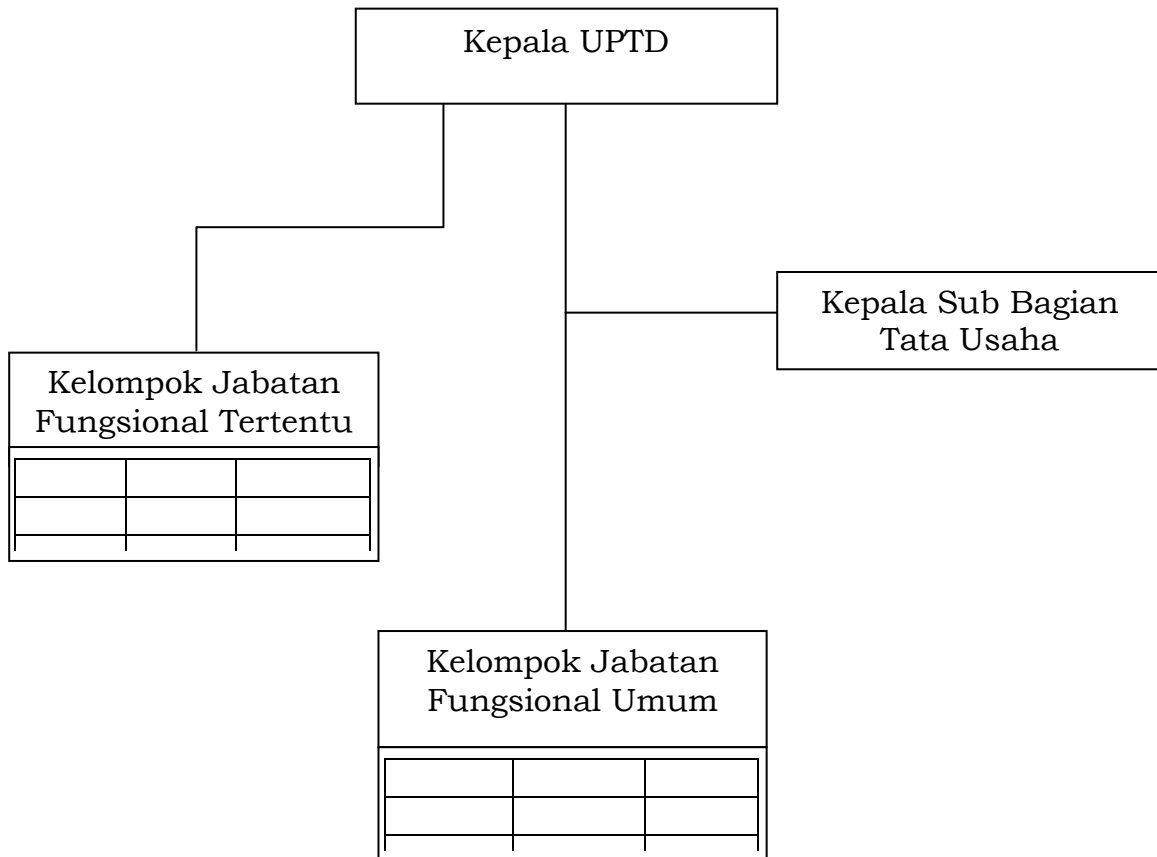 Kepala UPTD
Kepala Sub Bagian
Tata Usaha
Kelompok Jabatan
Fungsional Tertentu
Kelompok Jabatan
Fungsional Umum